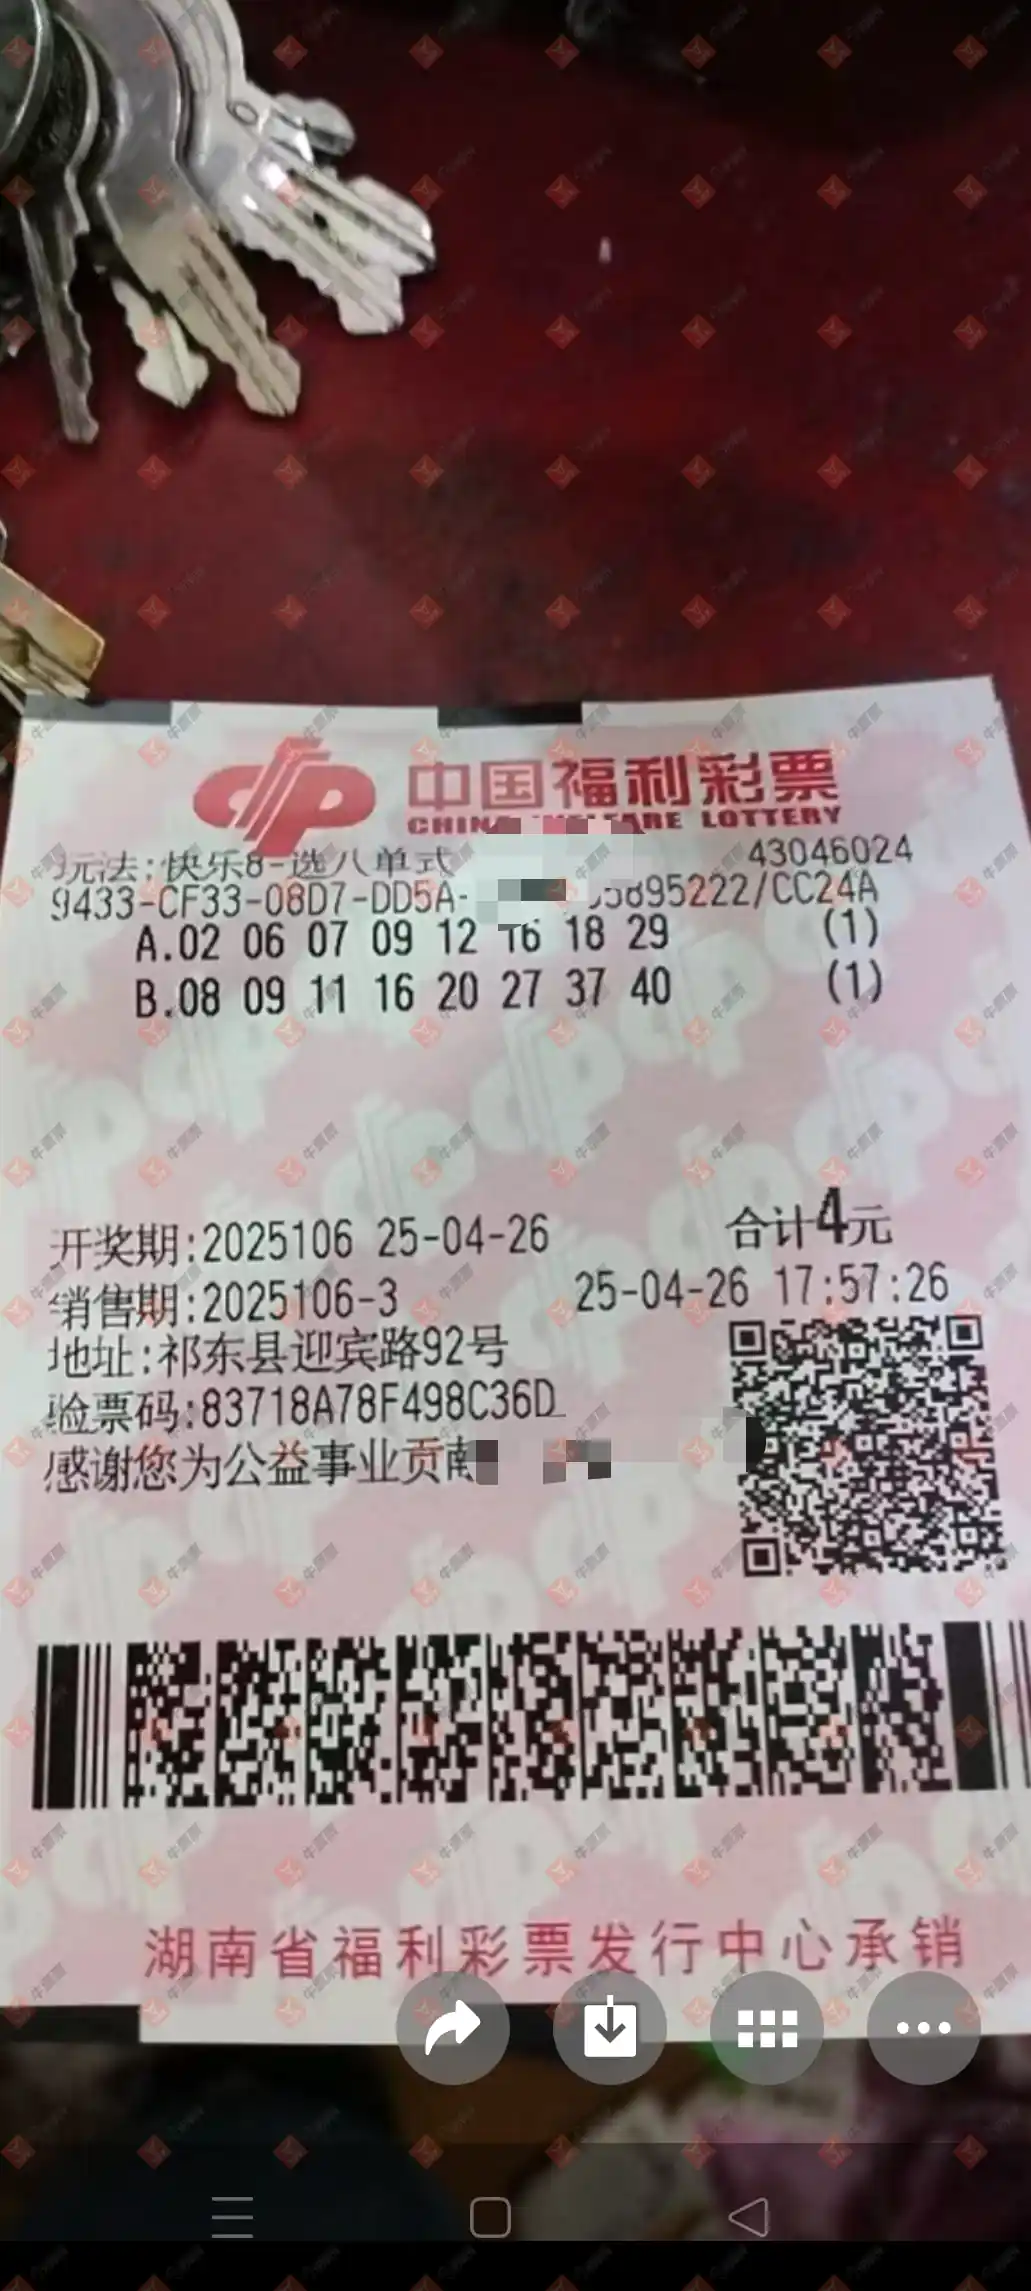 中国福利彩票
CHINA WELFARE LOTTERY
玩法:快乐8-选八单式 43046024
9433-CF33-08D7-DD5A- 5895222/CC24A
A.02 06 07 09 12 16 18 29 (1)
B.08 09 11 16 20 27 37 40 (1)
开奖期:2025106 25-04-26 合计4元
销售期:2025106-3 25-04-26 17:57:26
地址:祁东县迎宾路92号
验票码:83718A78F498C36D
感谢您为公益事业贡
湖南省福利彩票发行中心承销